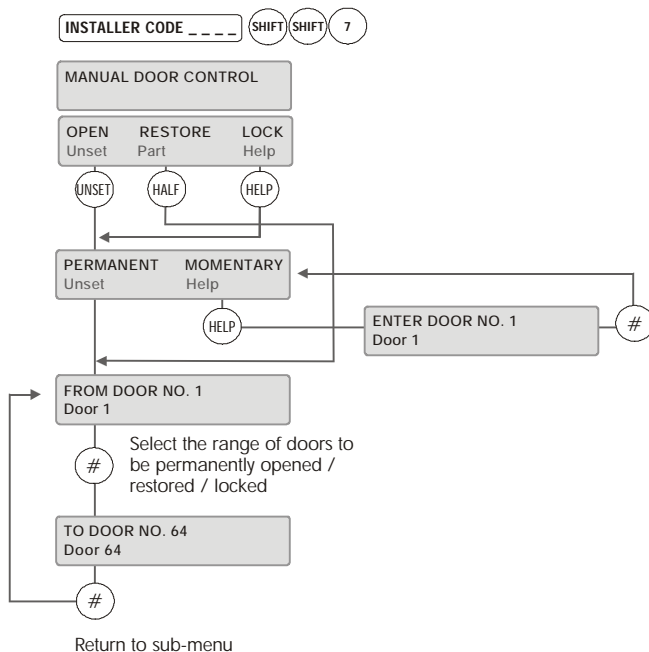 INSTALLER CODE _ _ _ _ SHIFT SHIFT 7
MANUAL DOOR CONTROL
OPEN RESTORE LOCK
Unset Part Help
UNSET HALF HELP
PERMANENT MOMENTARY
Unset Help
HELP
ENTER DOOR NO. 1
Door 1
#
FROM DOOR NO. 1
Door 1
#
Select the range of doors to
be permanently opened /
restored / locked
TO DOOR NO. 64
Door 64
#
Return to sub-menu